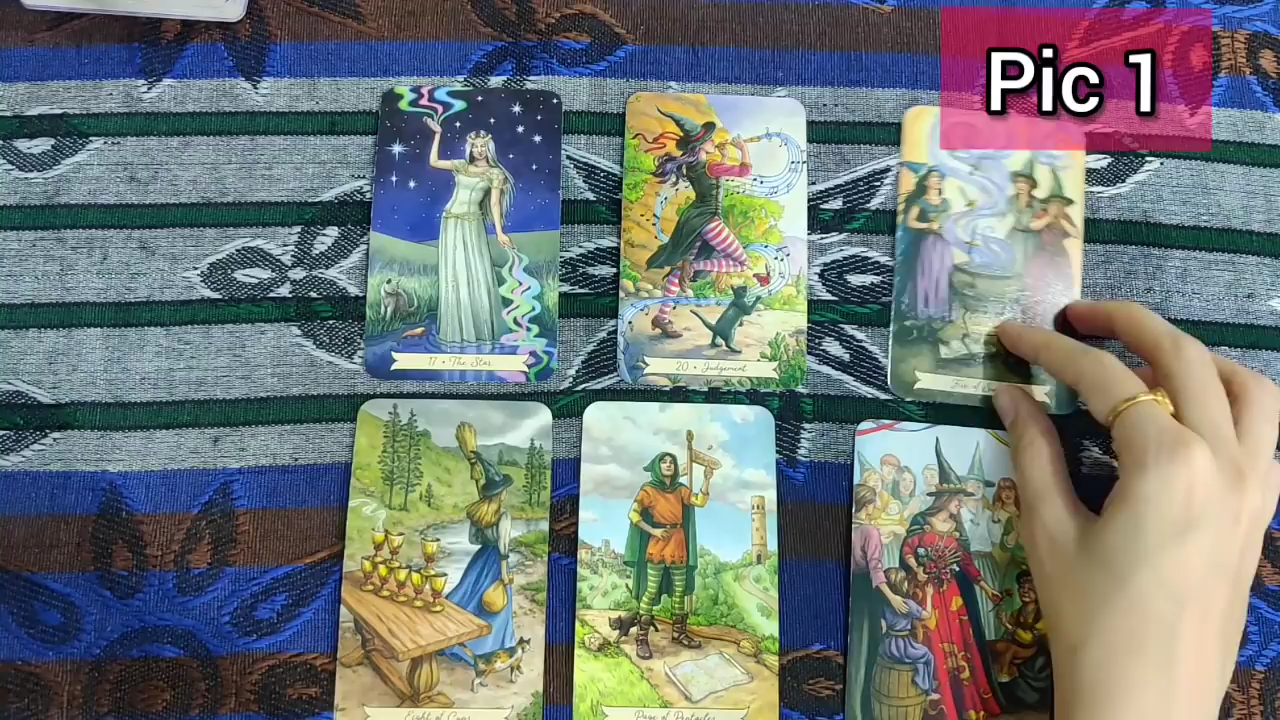 Pic 1
17 • The Star
20 • Judgement
Eight of Cups
Page of Pentacles